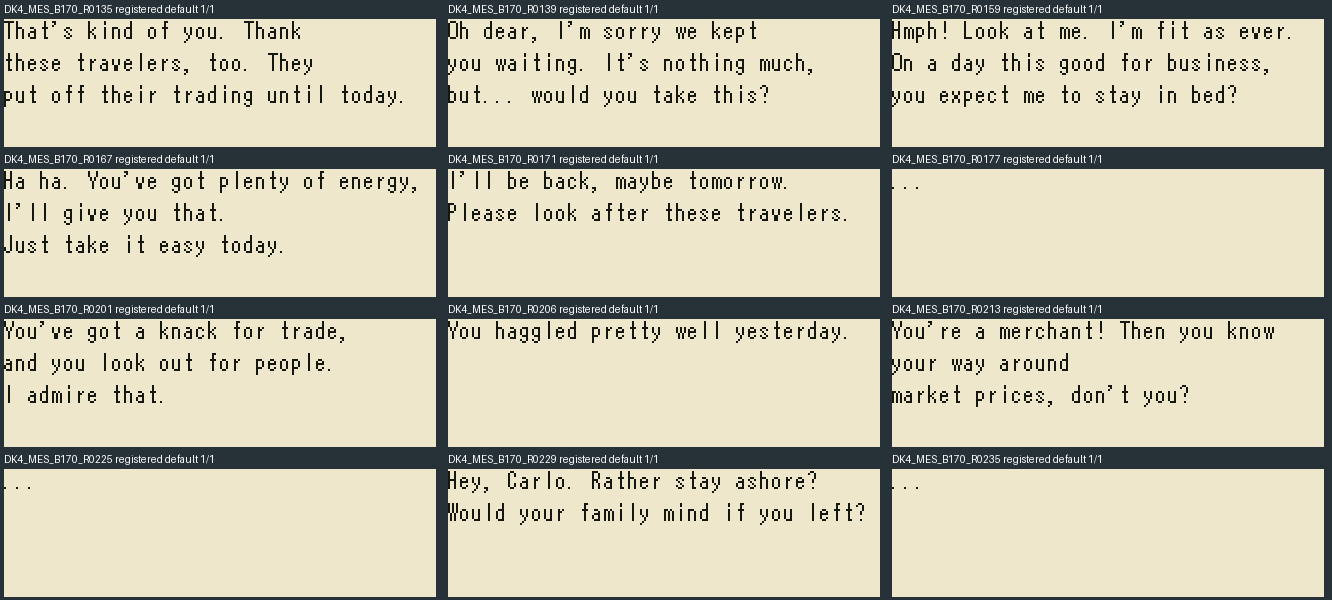 DK4_MES_B170_R0135 registered default 1/1
That's kind of you. Thank
these travelers, too. They
put off their trading until today.
DK4_MES_B170_R0139 registered default 1/1
Oh dear, I'm sorry we kept
you waiting. It's nothing much,
but... would you take this?
DK4_MES_B170_R0159 registered default 1/1
Hmph! Look at me. I'm fit as ever.
On a day this good for business,
you expect me to stay in bed?
DK4_MES_B170_R0167 registered default 1/1
Ha ha. You've got plenty of energy,
I'll give you that.
Just take it easy today.
DK4_MES_B170_R0171 registered default 1/1
I'll be back, maybe tomorrow.
Please look after these travelers.
DK4_MES_B170_R0177 registered default 1/1
...
DK4_MES_B170_R0201 registered default 1/1
You've got a knack for trade,
and you look out for people.
I admire that.
DK4_MES_B170_R0206 registered default 1/1
You haggled pretty well yesterday.
DK4_MES_B170_R0213 registered default 1/1
You're a merchant! Then you know
your way around
market prices, don't you?
DK4_MES_B170_R0225 registered default 1/1
...
DK4_MES_B170_R0229 registered default 1/1
Hey, Carlo. Rather stay ashore?
Would your family mind if you left?
DK4_MES_B170_R0235 registered default 1/1
...